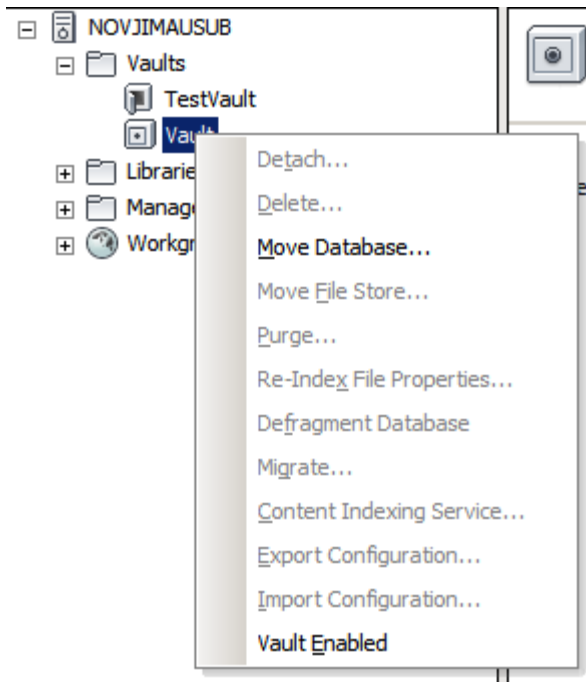 NOVJIMAUSUB
Vaults
TestVault
Vault
Librarie
Manag
Workgr
Detach...
Delete...
Move Database...
Move File Store...
Purge...
Re-Index File Properties...
Defragment Database
Migrate...
Content Indexing Service...
Export Configuration...
Import Configuration...
Vault Enabled